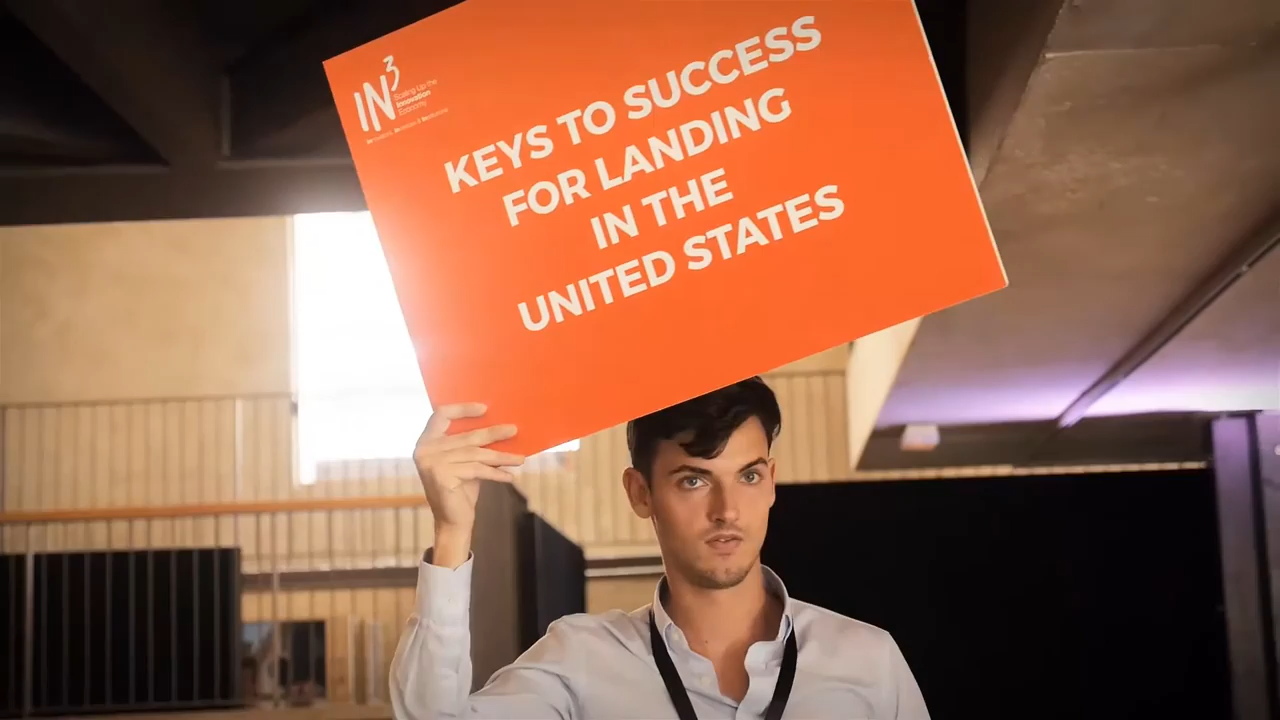 IN3
Scaling Up the
Innovation
Economy
KEYS TO SUCCESS
FOR LANDING
IN THE
UNITED STATES